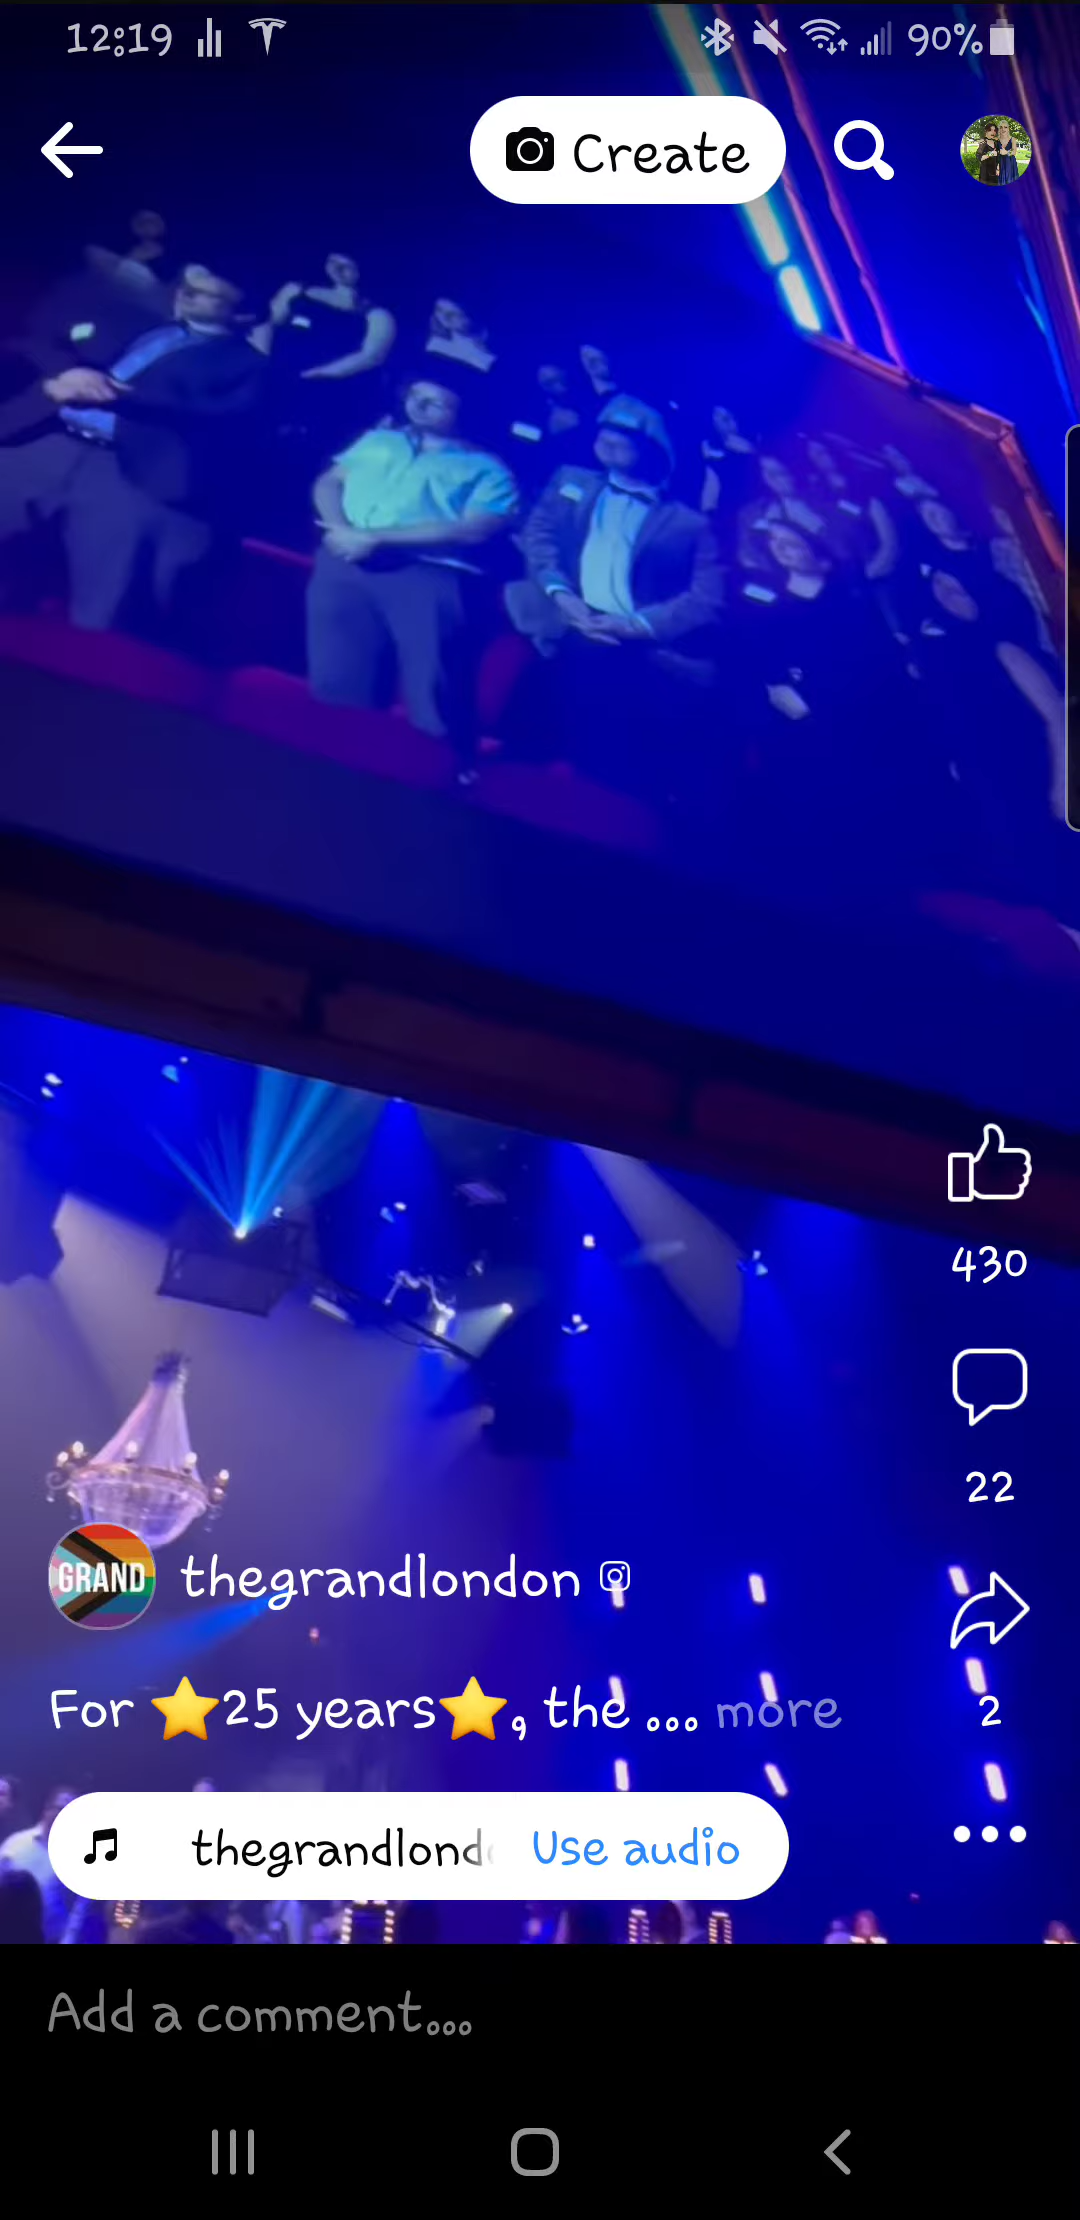 12:19 90%
Create
430
22
GRAND thegrandlondon
For ⭐25 years⭐, the ... more
2
thegrandlond Use audio
Add a comment...